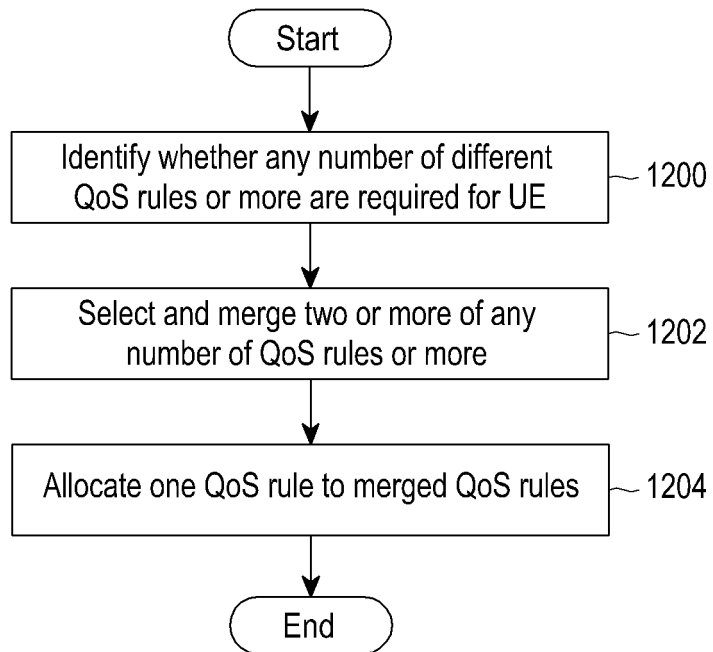 Start
Identify whether any number of different
QoS rules or more are required for UE
1200
Select and merge two or more of any
number of QoS rules or more
1202
Allocate one QoS rule to merged QoS rules
1204
End